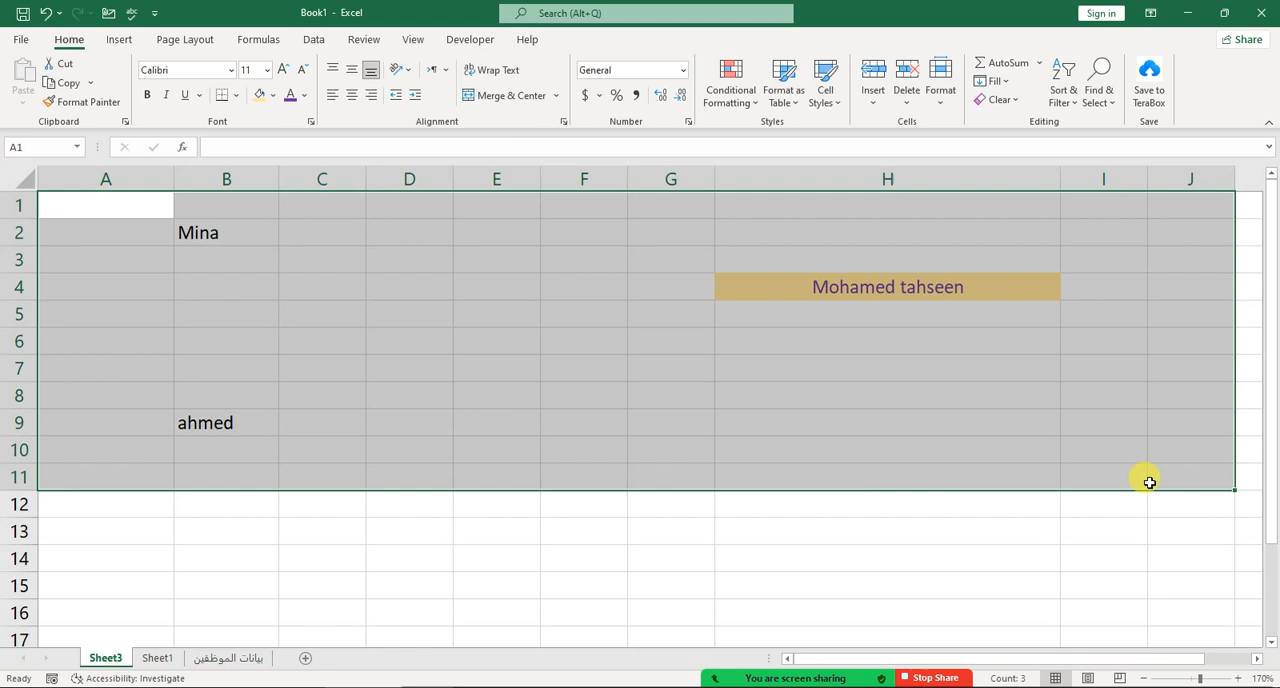 Book1 - Excel
Search (Alt+Q)
Sign in
File Home Insert Page Layout Formulas Data Review View Developer Help
Share
Paste
Cut
Copy
Format Painter
Clipboard
Calibri 11
B I U
Font
Wrap Text
Merge & Center
Alignment
General
$ % ,
Number
Conditional Formatting
Format as Table
Cell Styles
Styles
Insert Delete Format
Cells
AutoSum
Fill
Clear
Sort & Filter
Find & Select
Editing
Save to TeraBox
Save
A1
fx
A B C D E F G H I J
1
2 Mina
3
4 Mohamed tahseen
5
6
7
8
9 ahmed
10
11
12
13
14
15
16
17
Sheet3 Sheet1 بيانات الموظفين
Ready Accessibility: Investigate You are screen sharing Stop Share Count: 3 170%